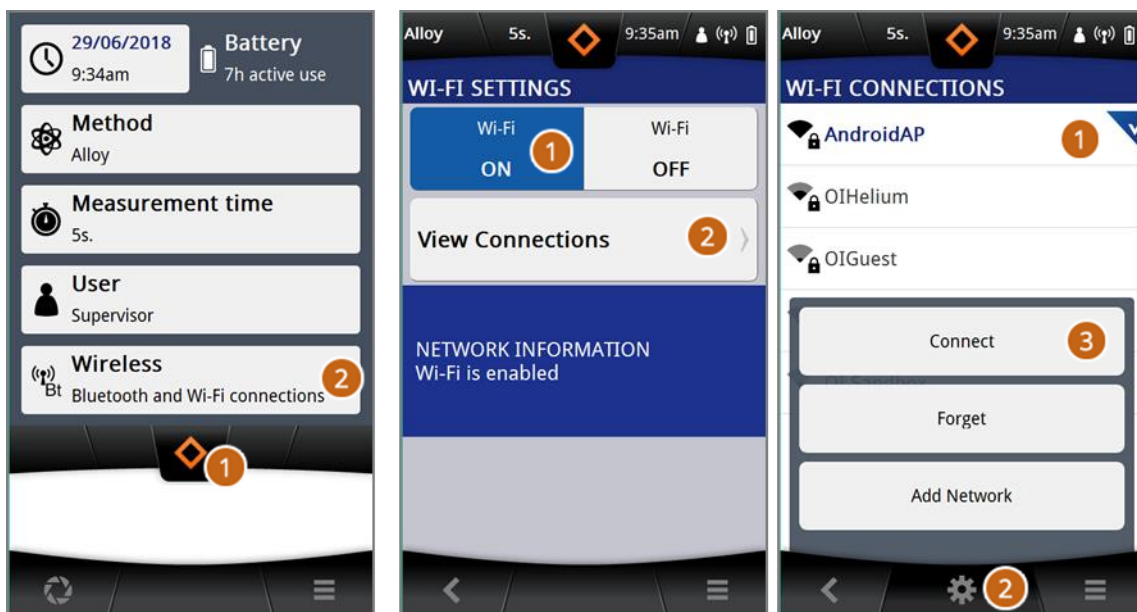 29/06/2018
9:34am
Battery
7h active use
Method
Alloy
Measurement time
5s.
User
Supervisor
Wireless
Bt
Bluetooth and Wi-Fi connections
2
1
Alloy 5s. 9:35am
WI-FI SETTINGS
Wi-Fi
ON
1
Wi-Fi
OFF
View Connections 2
NETWORK INFORMATION
Wi-Fi is enabled
Alloy 5s. 9:35am
WI-FI CONNECTIONS
AndroidAP 1
OIHelium
OIGuest
Connect 3
Forget
Add Network
2